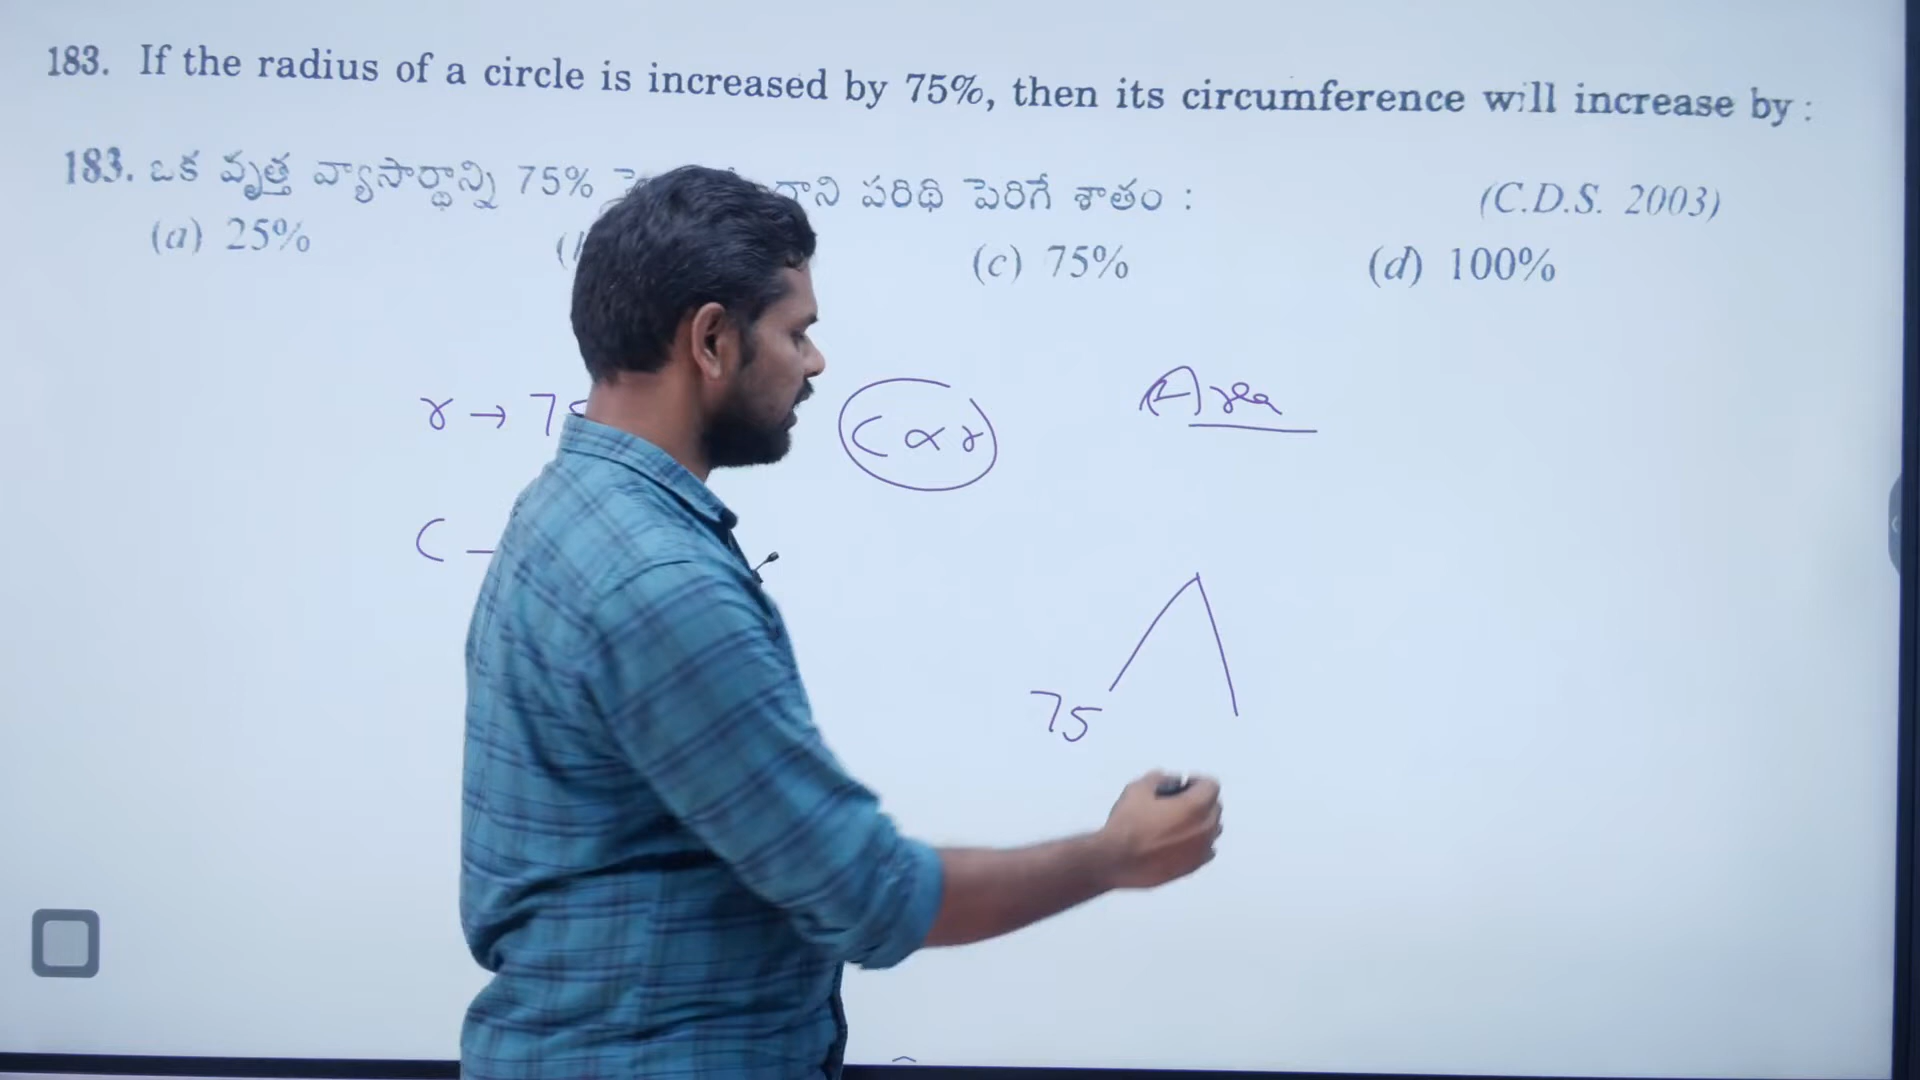 183. If the radius of a circle is increased by 75%, then its circumference will increase by :
183. ఒక వృత్త వ్యాసార్థాన్ని 75% పరిధి పెరిగే శాతం :
(C.D.S. 2003)
(a) 25% (c) 75% (d) 100%
r → 75
C ∝ r
Area
C –
75